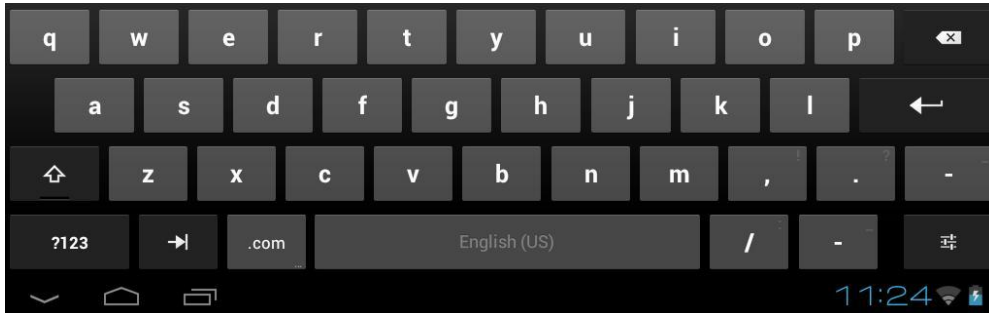 q w e r t y u i o p
a s d f g h j k l
! ?
z x c v b n m , . -
?123 .com English (US) / -
11:24